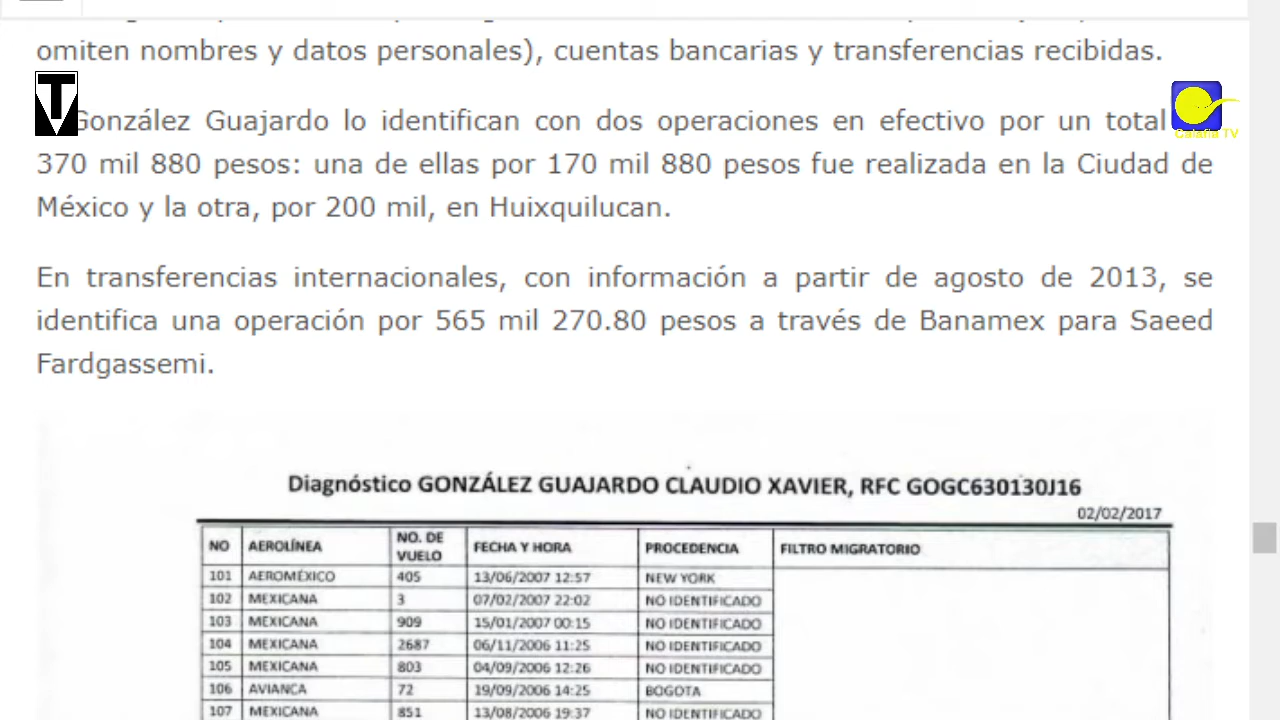 omiten nombres y datos personales), cuentas bancarias y transferencias recibidas.
T
González Guajardo lo identifican con dos operaciones en efectivo por un total
Calafia TV
370 mil 880 pesos: una de ellas por 170 mil 880 pesos fue realizada en la Ciudad de
México y la otra, por 200 mil, en Huixquilucan.
En transferencias internacionales, con información a partir de agosto de 2013, se
identifica una operación por 565 mil 270.80 pesos a través de Banamex para Saeed
Fardgassemi.
Diagnóstico GONZÁLEZ GUAJARDO CLAUDIO XAVIER, RFC GOGC630130J16
02/02/2017
NO AEROLÍNEA NO. DE VUELO FECHA Y HORA PROCEDENCIA FILTRO MIGRATORIO
101 AEROMÉXICO 405 13/06/2007 12:57 NEW YORK
102 MEXICANA 3 07/02/2007 22:02 NO IDENTIFICADO
103 MEXICANA 909 15/01/2007 00:15 NO IDENTIFICADO
104 MEXICANA 2687 06/11/2006 11:25 NO IDENTIFICADO
105 MEXICANA 803 04/09/2006 12:26 NO IDENTIFICADO
106 AVIANCA 72 19/09/2006 14:25 BOGOTA
107 MEXICANA 851 13/08/2006 19:37 NO IDENTIFICADO